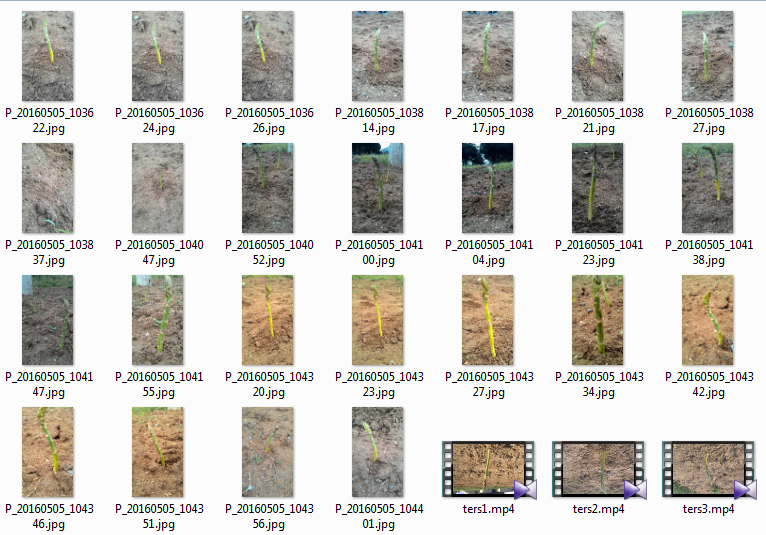 P_20160505_1036
22.jpg
P_20160505_1036
24.jpg
P_20160505_1036
26.jpg
P_20160505_1038
14.jpg
P_20160505_1038
17.jpg
P_20160505_1038
21.jpg
P_20160505_1038
27.jpg
P_20160505_1038
37.jpg
P_20160505_1040
47.jpg
P_20160505_1040
52.jpg
P_20160505_1041
00.jpg
P_20160505_1041
04.jpg
P_20160505_1041
23.jpg
P_20160505_1041
38.jpg
P_20160505_1041
47.jpg
P_20160505_1041
55.jpg
P_20160505_1043
20.jpg
P_20160505_1043
23.jpg
P_20160505_1043
27.jpg
P_20160505_1043
34.jpg
P_20160505_1043
42.jpg
P_20160505_1043
46.jpg
P_20160505_1043
51.jpg
P_20160505_1043
56.jpg
P_20160505_1044
01.jpg
ters1.mp4
ters2.mp4
ters3.mp4